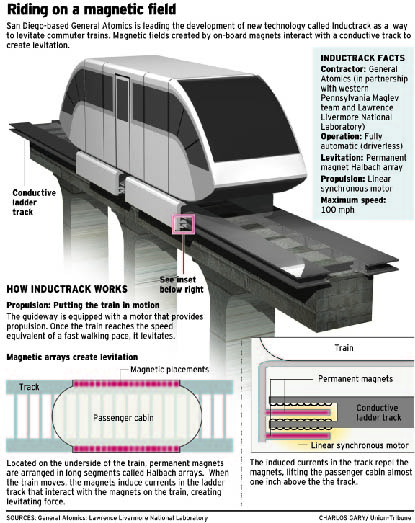 Riding on a magnetic field
San Diego-based General Atomics is leading the development of new technology called Inductrack as a way
to levitate commuter trains. Magnetic fields created by on-board magnets interact with a conductive track to
create levitation.
INDUCTRACK FACTS
Contractor: General
Atomics (in partnership
with western
Pennsylvania Maglev
team and Lawrence
Livermore National
Laboratory)
Operation: Fully
automatic (driverless)
Levitation: Permanent
magnet Halbach array
Propulsion: Linear
synchronous motor
Maximum speed:
100 mph
Conductive
ladder
track
See inset
below right
HOW INDUCTRACK WORKS
Propulsion: Putting the train in motion
The guideway is equipped with a motor that provides
propulsion. Once the train reaches the speed
equivalent of a fast walking pace, it levitates.
Magnetic arrays create levitation
Magnetic placements
Track
Passenger cabin
Located on the underside of the train, permanent magnets
are arranged in long segments called Halbach arrays. When
the train moves, the magnets induce currents in the ladder
track that interact with the magnets on the train, creating
levitating force.
Train
Permanent magnets
Conductive
ladder track
Linear synchronous motor
The induced currents in the track repel the
magnets, lifting the passenger cabin almost
one inch above the the track.
SOURCES: General Atomics; Lawrence Livermore National Laboratory
CHARLOS GARY / Union-Tribune